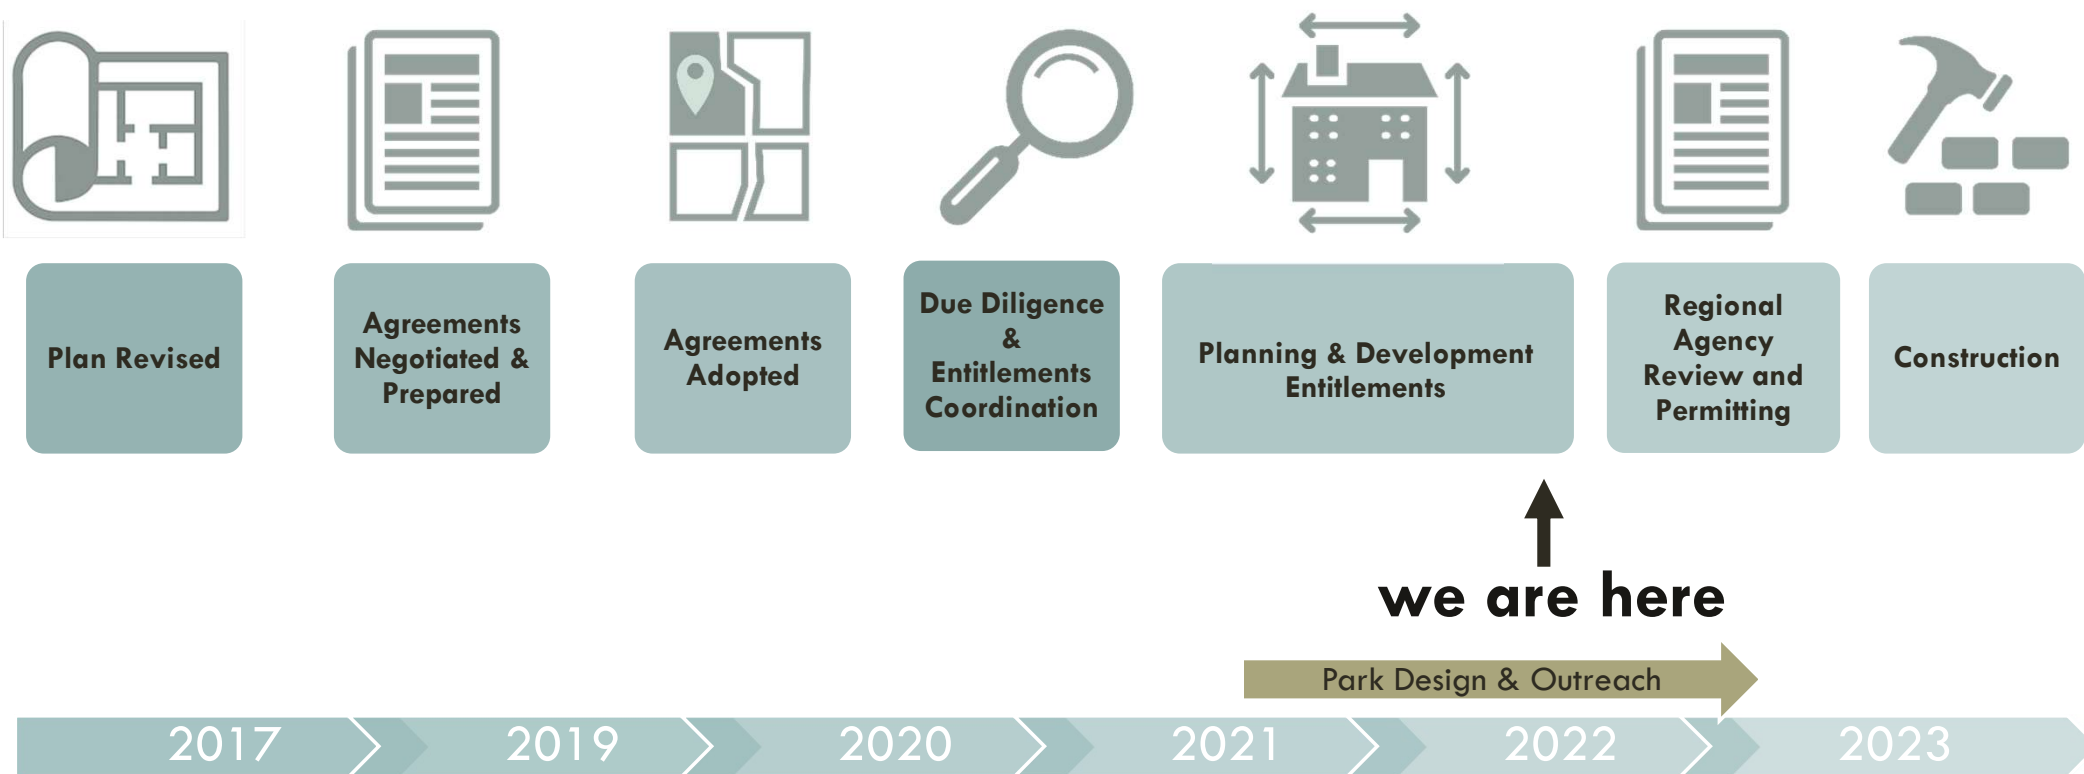 Plan Revised
Agreements
Negotiated &
Prepared
Agreements
Adopted
Due Diligence
&
Entitlements
Coordination
Planning & Development
Entitlements
Regional
Agency
Review and
Permitting
Construction
we are here
Park Design & Outreach
2017
2019
2020
2021
2022
2023